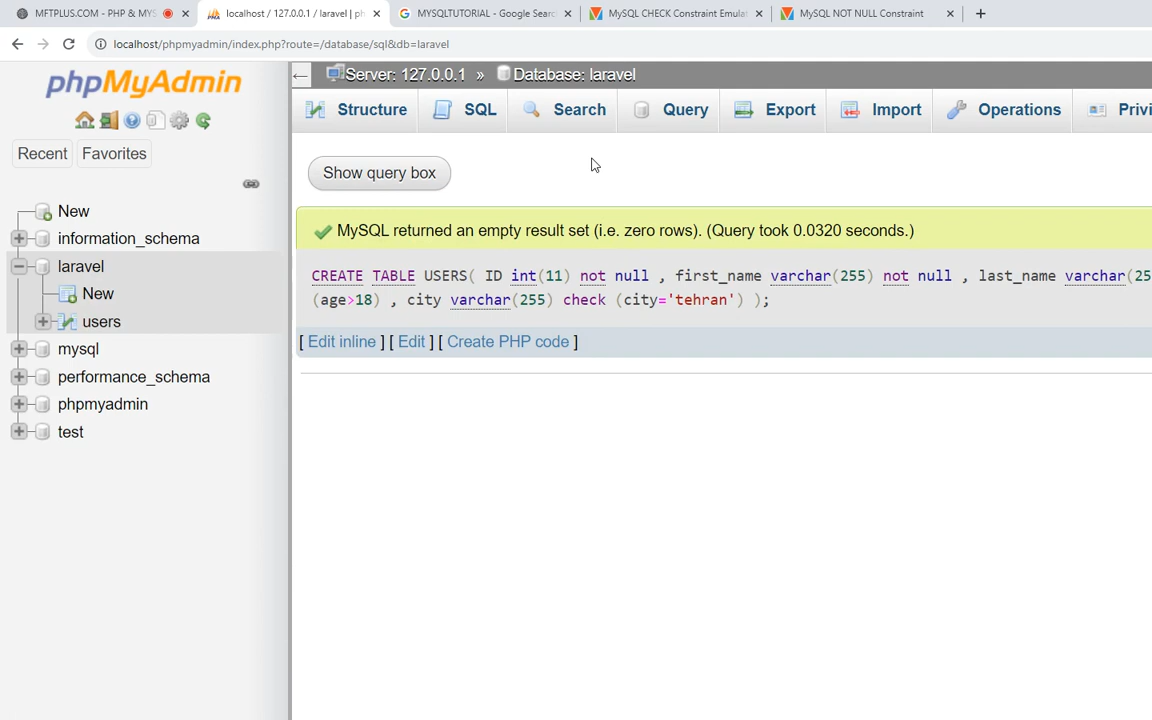 MFTPLUS.COM - PHP & MYS
localhost / 127.0.0.1 / laravel | ph
MYSQLTUTORIAL - Google Searc
MySQL CHECK Constraint Emulat
MySQL NOT NULL Constraint
localhost/phpmyadmin/index.php?route=/database/sql&db=laravel
phpMyAdmin
Recent
Favorites
New
information_schema
laravel
New
users
mysql
performance_schema
phpmyadmin
test
Server: 127.0.0.1 » Database: laravel
Structure
SQL
Search
Query
Export
Import
Operations
Privi
Show query box
MySQL returned an empty result set (i.e. zero rows). (Query took 0.0320 seconds.)
CREATE TABLE USERS( ID int(11) not null , first_name varchar(255) not null , last_name varchar(25
(age>18) , city varchar(255) check (city='tehran') );
[ Edit inline ] [ Edit ] [ Create PHP code ]